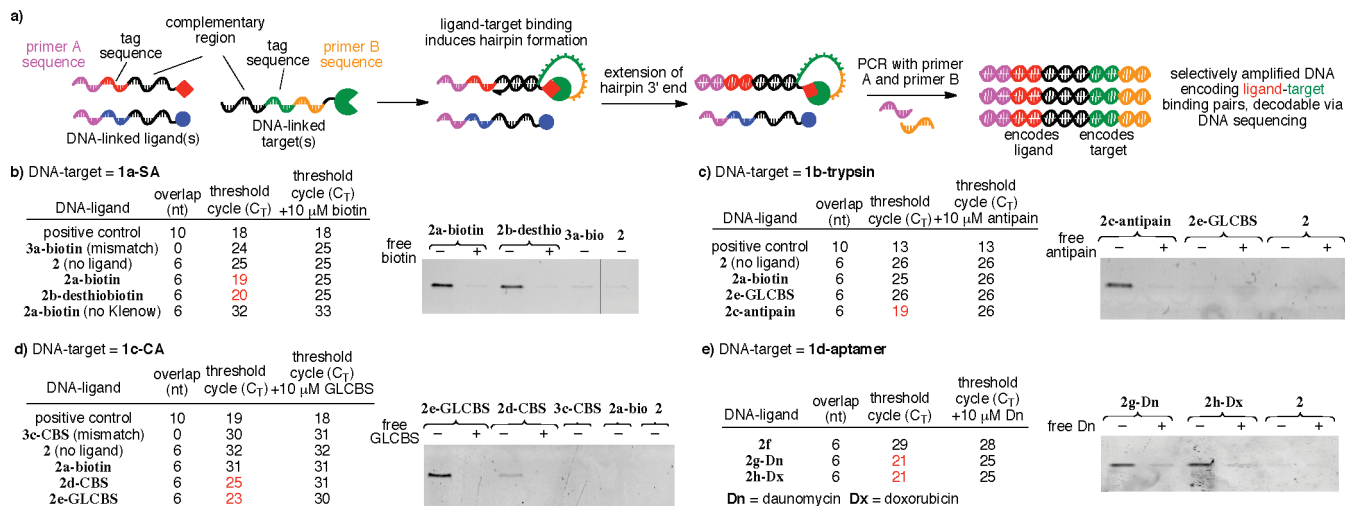 a)
primer A
sequence
tag
sequence
complementary
region
tag
sequence
primer B
sequence
DNA-linked ligand(s)
DNA-linked
target(s)
ligand-target binding
induces hairpin formation
extension of
hairpin 3' end
PCR with primer
A and primer B
encodes
ligand
encodes
target
selectively amplified DNA
encoding ligand-target
binding pairs, decodable via
DNA sequencing
b) DNA-target = 1a-SA
DNA-ligand
overlap
(nt)
threshold
cycle (CT)
threshold
cycle (CT)
+10 μM biotin
positive control 10 18 18
3a-biotin (mismatch) 0 24 25
2 (no ligand) 6 25 25
2a-biotin 6 19 25
2b-desthiobiotin 6 20 25
2a-biotin (no Klenow) 6 32 33
free
biotin
2a-biotin 2b-desthio 3a-bio 2
– + – + – –
c) DNA-target = 1b-trypsin
DNA-ligand
overlap
(nt)
threshold
cycle (CT)
threshold
cycle (CT)
+10 μM antipain
positive control 10 13 13
2 (no ligand) 6 26 26
2a-biotin 6 25 26
2e-GLCBS 6 26 26
2c-antipain 6 19 26
free
antipain
2c-antipain 2e-GLCBS 2
– + – + – +
d) DNA-target = 1c-CA
DNA-ligand
overlap
(nt)
threshold
cycle (CT)
threshold
cycle (CT)
+10 μM GLCBS
positive control 10 19 18
3c-CBS (mismatch) 0 30 31
2 (no ligand) 6 32 32
2a-biotin 6 31 31
2d-CBS 6 25 31
2e-GLCBS 6 23 30
free
GLCBS
2e-GLCBS 2d-CBS 3c-CBS 2a-bio 2
– + – + – + – –
e) DNA-target = 1d-aptamer
DNA-ligand
overlap
(nt)
threshold
cycle (CT)
threshold
cycle (CT)
+10 μM Dn
2f 6 29 28
2g-Dn 6 21 25
2h-Dx 6 21 25
Dn = daunomycin Dx = doxorubicin
free Dn
2g-Dn 2h-Dx 2
– + – + – +